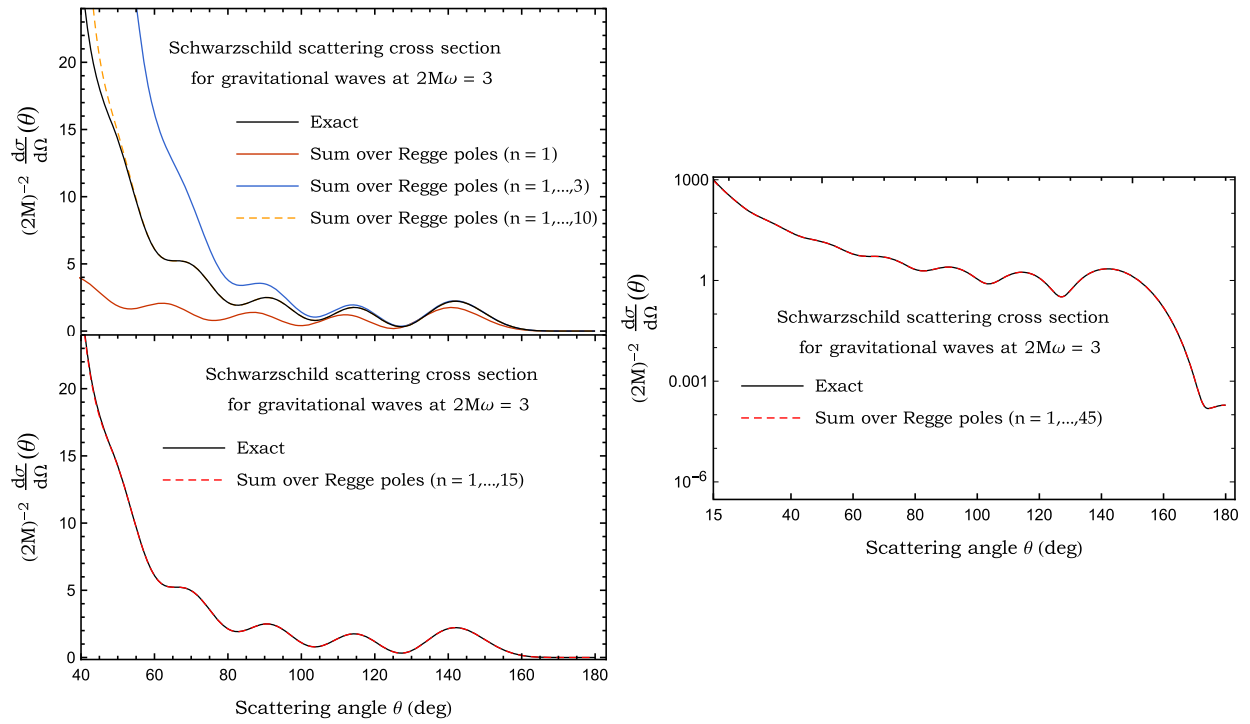 20
15
10
5
0
(2M)⁻² dσ/dΩ (θ)
Schwarzschild scattering cross section
for gravitational waves at 2Mω = 3
Exact
Sum over Regge poles (n = 1)
Sum over Regge poles (n = 1,...,3)
Sum over Regge poles (n = 1,...,10)
20
15
10
5
0
(2M)⁻² dσ/dΩ (θ)
Schwarzschild scattering cross section
for gravitational waves at 2Mω = 3
Exact
Sum over Regge poles (n = 1,...,15)
40 60 80 100 120 140 160 180
Scattering angle θ (deg)
1000
1
0.001
10⁻⁶
(2M)⁻² dσ/dΩ (θ)
Schwarzschild scattering cross section
for gravitational waves at 2Mω = 3
Exact
Sum over Regge poles (n = 1,...,45)
15 40 60 80 100 120 140 160 180
Scattering angle θ (deg)